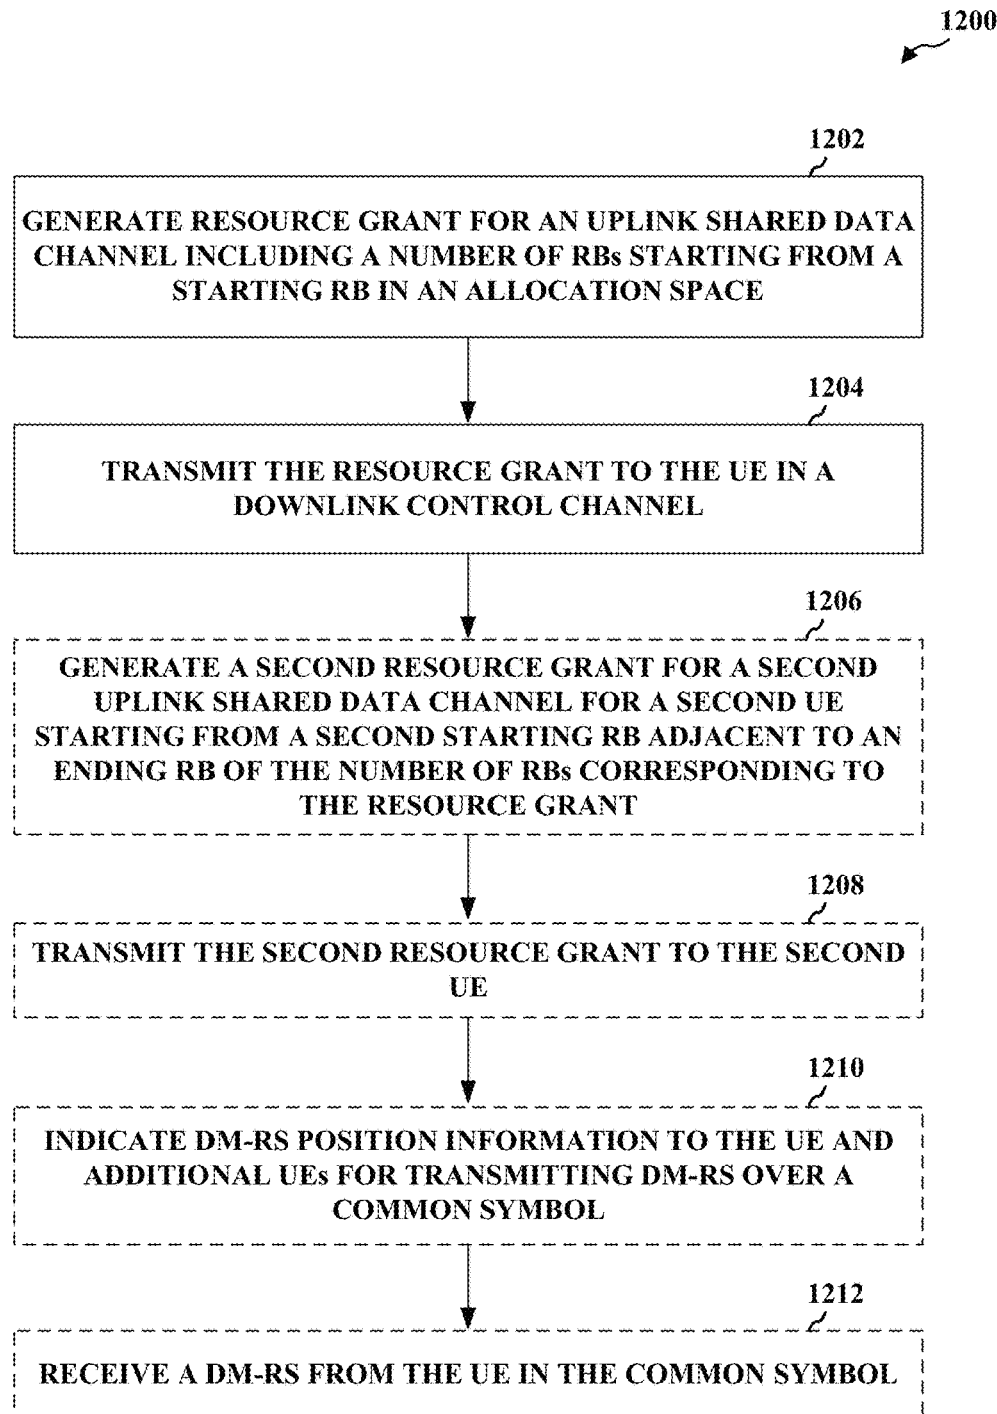 1200
1202
GENERATE RESOURCE GRANT FOR AN UPLINK SHARED DATA
CHANNEL INCLUDING A NUMBER OF RBs STARTING FROM A
STARTING RB IN AN ALLOCATION SPACE
1204
TRANSMIT THE RESOURCE GRANT TO THE UE IN A
DOWNLINK CONTROL CHANNEL
1206
GENERATE A SECOND RESOURCE GRANT FOR A SECOND
UPLINK SHARED DATA CHANNEL FOR A SECOND UE
STARTING FROM A SECOND STARTING RB ADJACENT TO AN
ENDING RB OF THE NUMBER OF RBs CORRESPONDING TO
THE RESOURCE GRANT
1208
TRANSMIT THE SECOND RESOURCE GRANT TO THE SECOND
UE
1210
INDICATE DM-RS POSITION INFORMATION TO THE UE AND
ADDITIONAL UEs FOR TRANSMITTING DM-RS OVER A
COMMON SYMBOL
1212
RECEIVE A DM-RS FROM THE UE IN THE COMMON SYMBOL